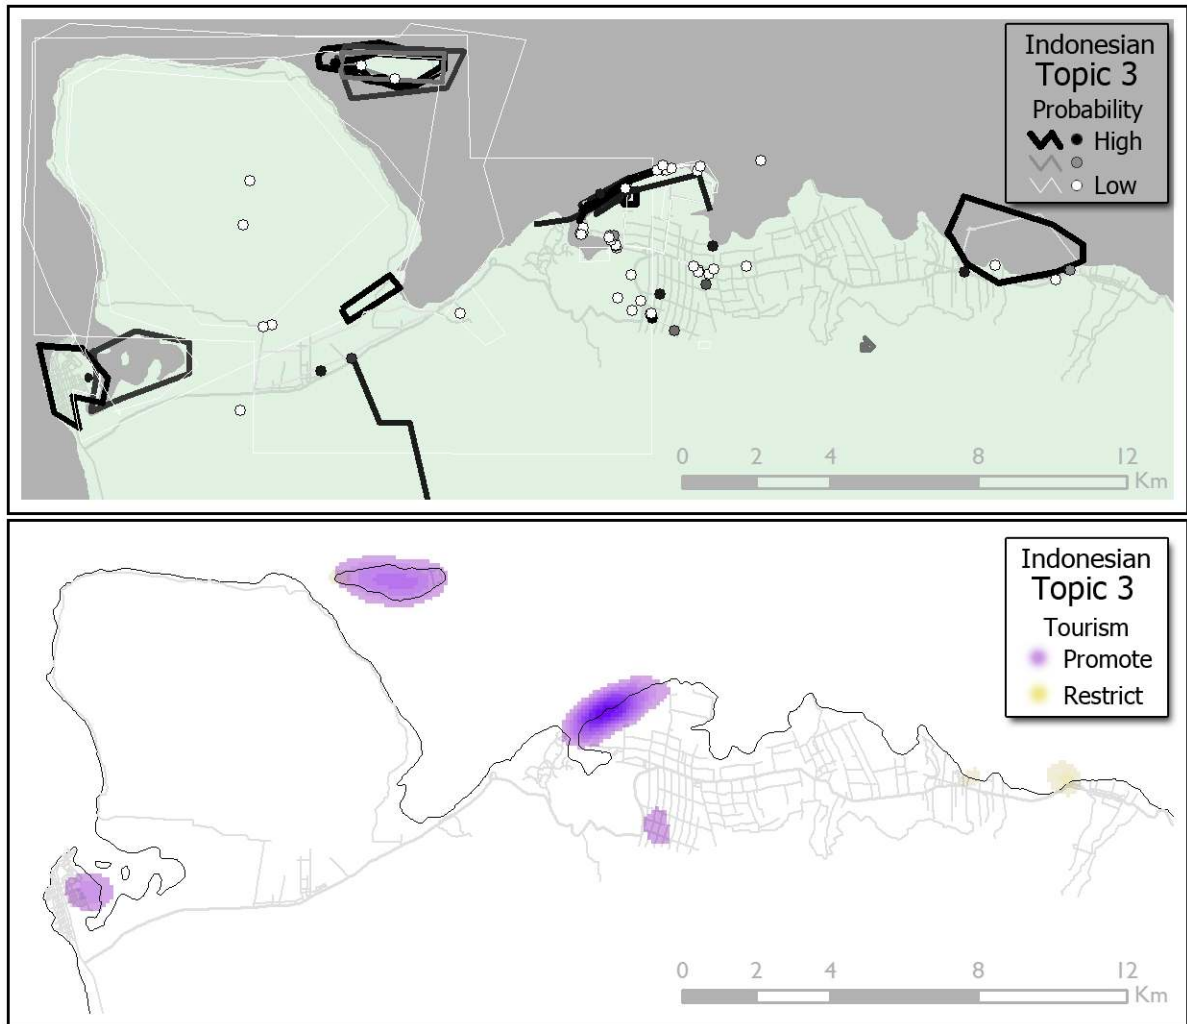 Indonesian
Topic 3
Probability
High
Low
0 2 4 8 12
Km
Indonesian
Topic 3
Tourism
Promote
Restrict
0 2 4 8 12
Km